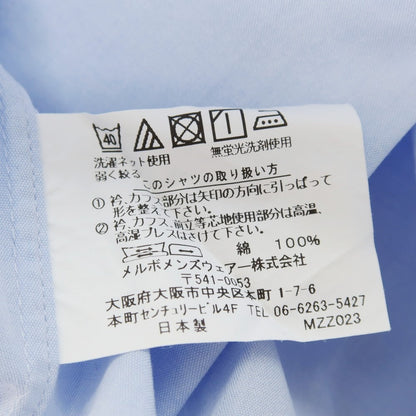 40
洗濯ネット使用 無蛍光洗剤使用
弱く絞る
このシャツの取り扱い方
① 衿、カフス部分は矢印の方向に引っぱって
形を整えて下さい。
② 衿、カフス、前立等芯地使用部分は高温、
高湿プレスはさけて下さい。
綿 100%
メルボメンズウェアー株式会社
〒541-0053
大阪府大阪市中央区本町 1-7-6
本町センチュリービル4F TEL 06-6263-5427
日本製 MZZ023